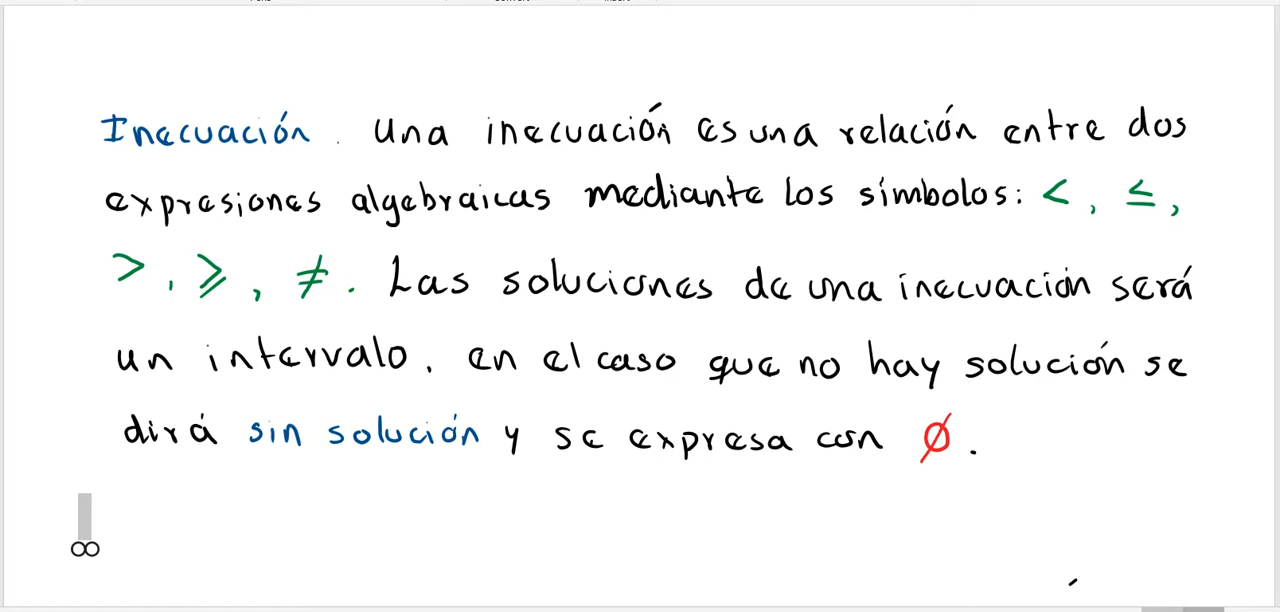 Inecuación. Una inecuación es una relación entre dos
expresiones algebraicas mediante los símbolos: <, ≤,
>, ⩾, ≠. Las soluciones de una inecuación será
un intervalo. en el caso que no hay solución se
dirá sin solución y se expresa con ∅.